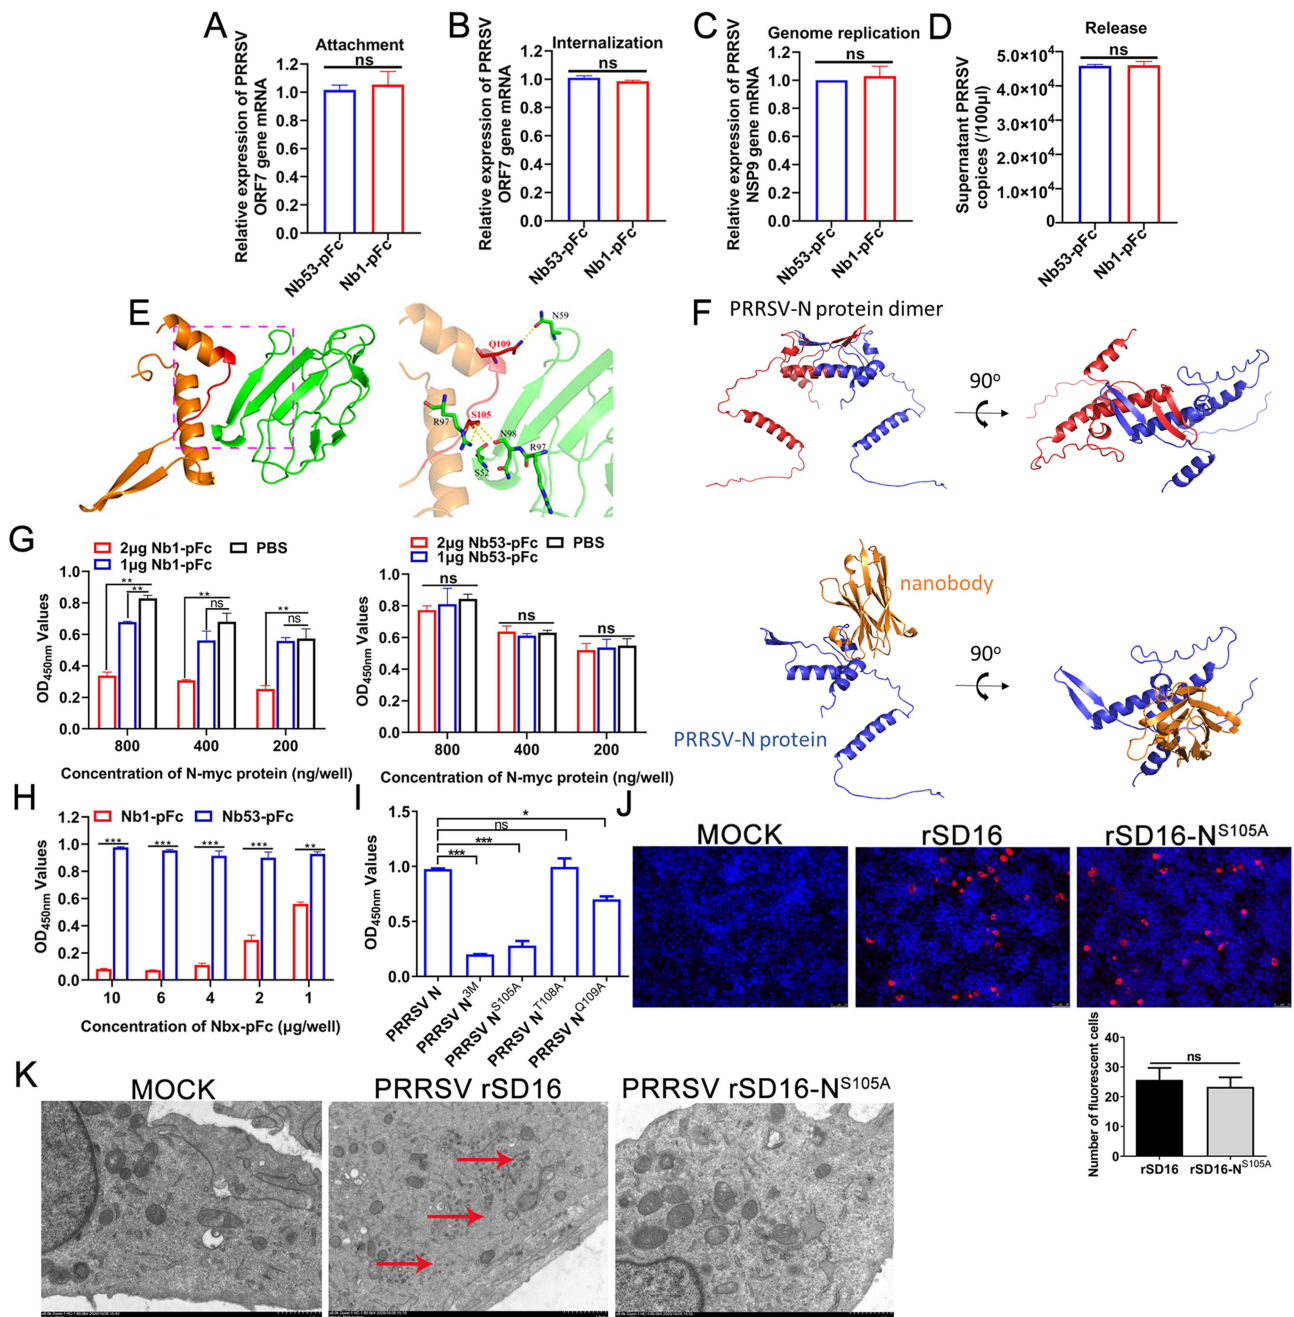 A
Attachment
ns
Relative expression of PRRSV
ORF7 gene mRNA
1.2
1.0
0.8
0.6
0.4
0.2
0.0
Nb53-pFc
Nb1-pFc
B
Internalization
ns
Relative expression of PRRSV
ORF7 gene mRNA
1.2
1.0
0.8
0.6
0.4
0.2
0.0
Nb53-pFc
Nb1-pFc
C
Genome replication
ns
Relative expression of PRRSV
NSP9 gene mRNA
1.2
1.0
0.8
0.6
0.4
0.2
0.0
Nb53-pFc
Nb1-pFc
D
Release
ns
Supernatant PRRSV
copices (/100μl)
5.0×10⁴
4.0×10⁴
3.0×10⁴
2.0×10⁴
1.0×10⁴
0
Nb53-pFc
Nb1-pFc
E
N59
Q109
R97
S105
N98
R97
S52
F
PRRSV-N protein dimer
90º
nanobody
90º
PRRSV-N protein
G
2μg Nb1-pFc
PBS
1μg Nb1-pFc
OD450nm Values
1.0
0.8
0.6
0.4
0.2
0.0
**
**
**
ns
**
ns
800
400
200
Concentration of N-myc protein (ng/well)
2μg Nb53-pFc
PBS
1μg Nb53-pFc
OD450nm Values
1.0
0.8
0.6
0.4
0.2
0.0
ns
ns
ns
800
400
200
Concentration of N-myc protein (ng/well)
H
Nb1-pFc
Nb53-pFc
OD450nm Values
1.2
1.0
0.8
0.6
0.4
0.2
0.0
***
***
***
***
**
10
6
4
2
1
Concentration of Nbx-pFc (μg/well)
I
OD450nm Values
1.5
1.0
0.5
0.0
*
ns
***
***
PRRSV N
PRRSV N3M
PRRSV NS105A
PRRSV NT108A
PRRSV NQ109A
J
MOCK
rSD16
rSD16-NS105A
Number of fluorescent cells
40
30
20
10
0
ns
rSD16
rSD16-NS105A
K
MOCK
PRRSV rSD16
PRRSV rSD16-NS105A